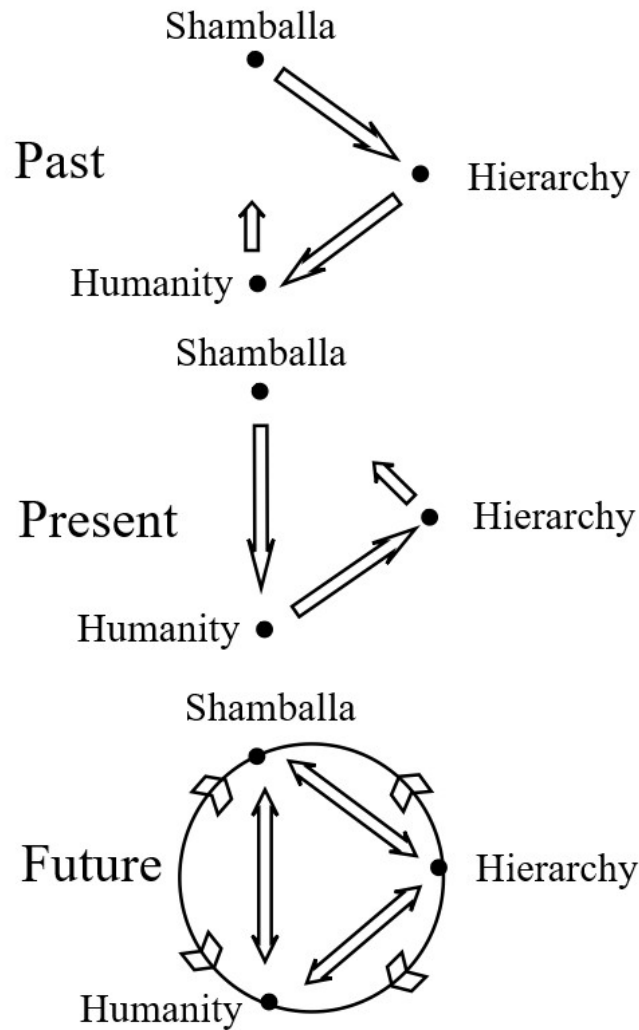 Shamballa
Past
Hierarchy
Humanity
Shamballa
Present
Hierarchy
Humanity
Shamballa
Future
Hierarchy
Humanity